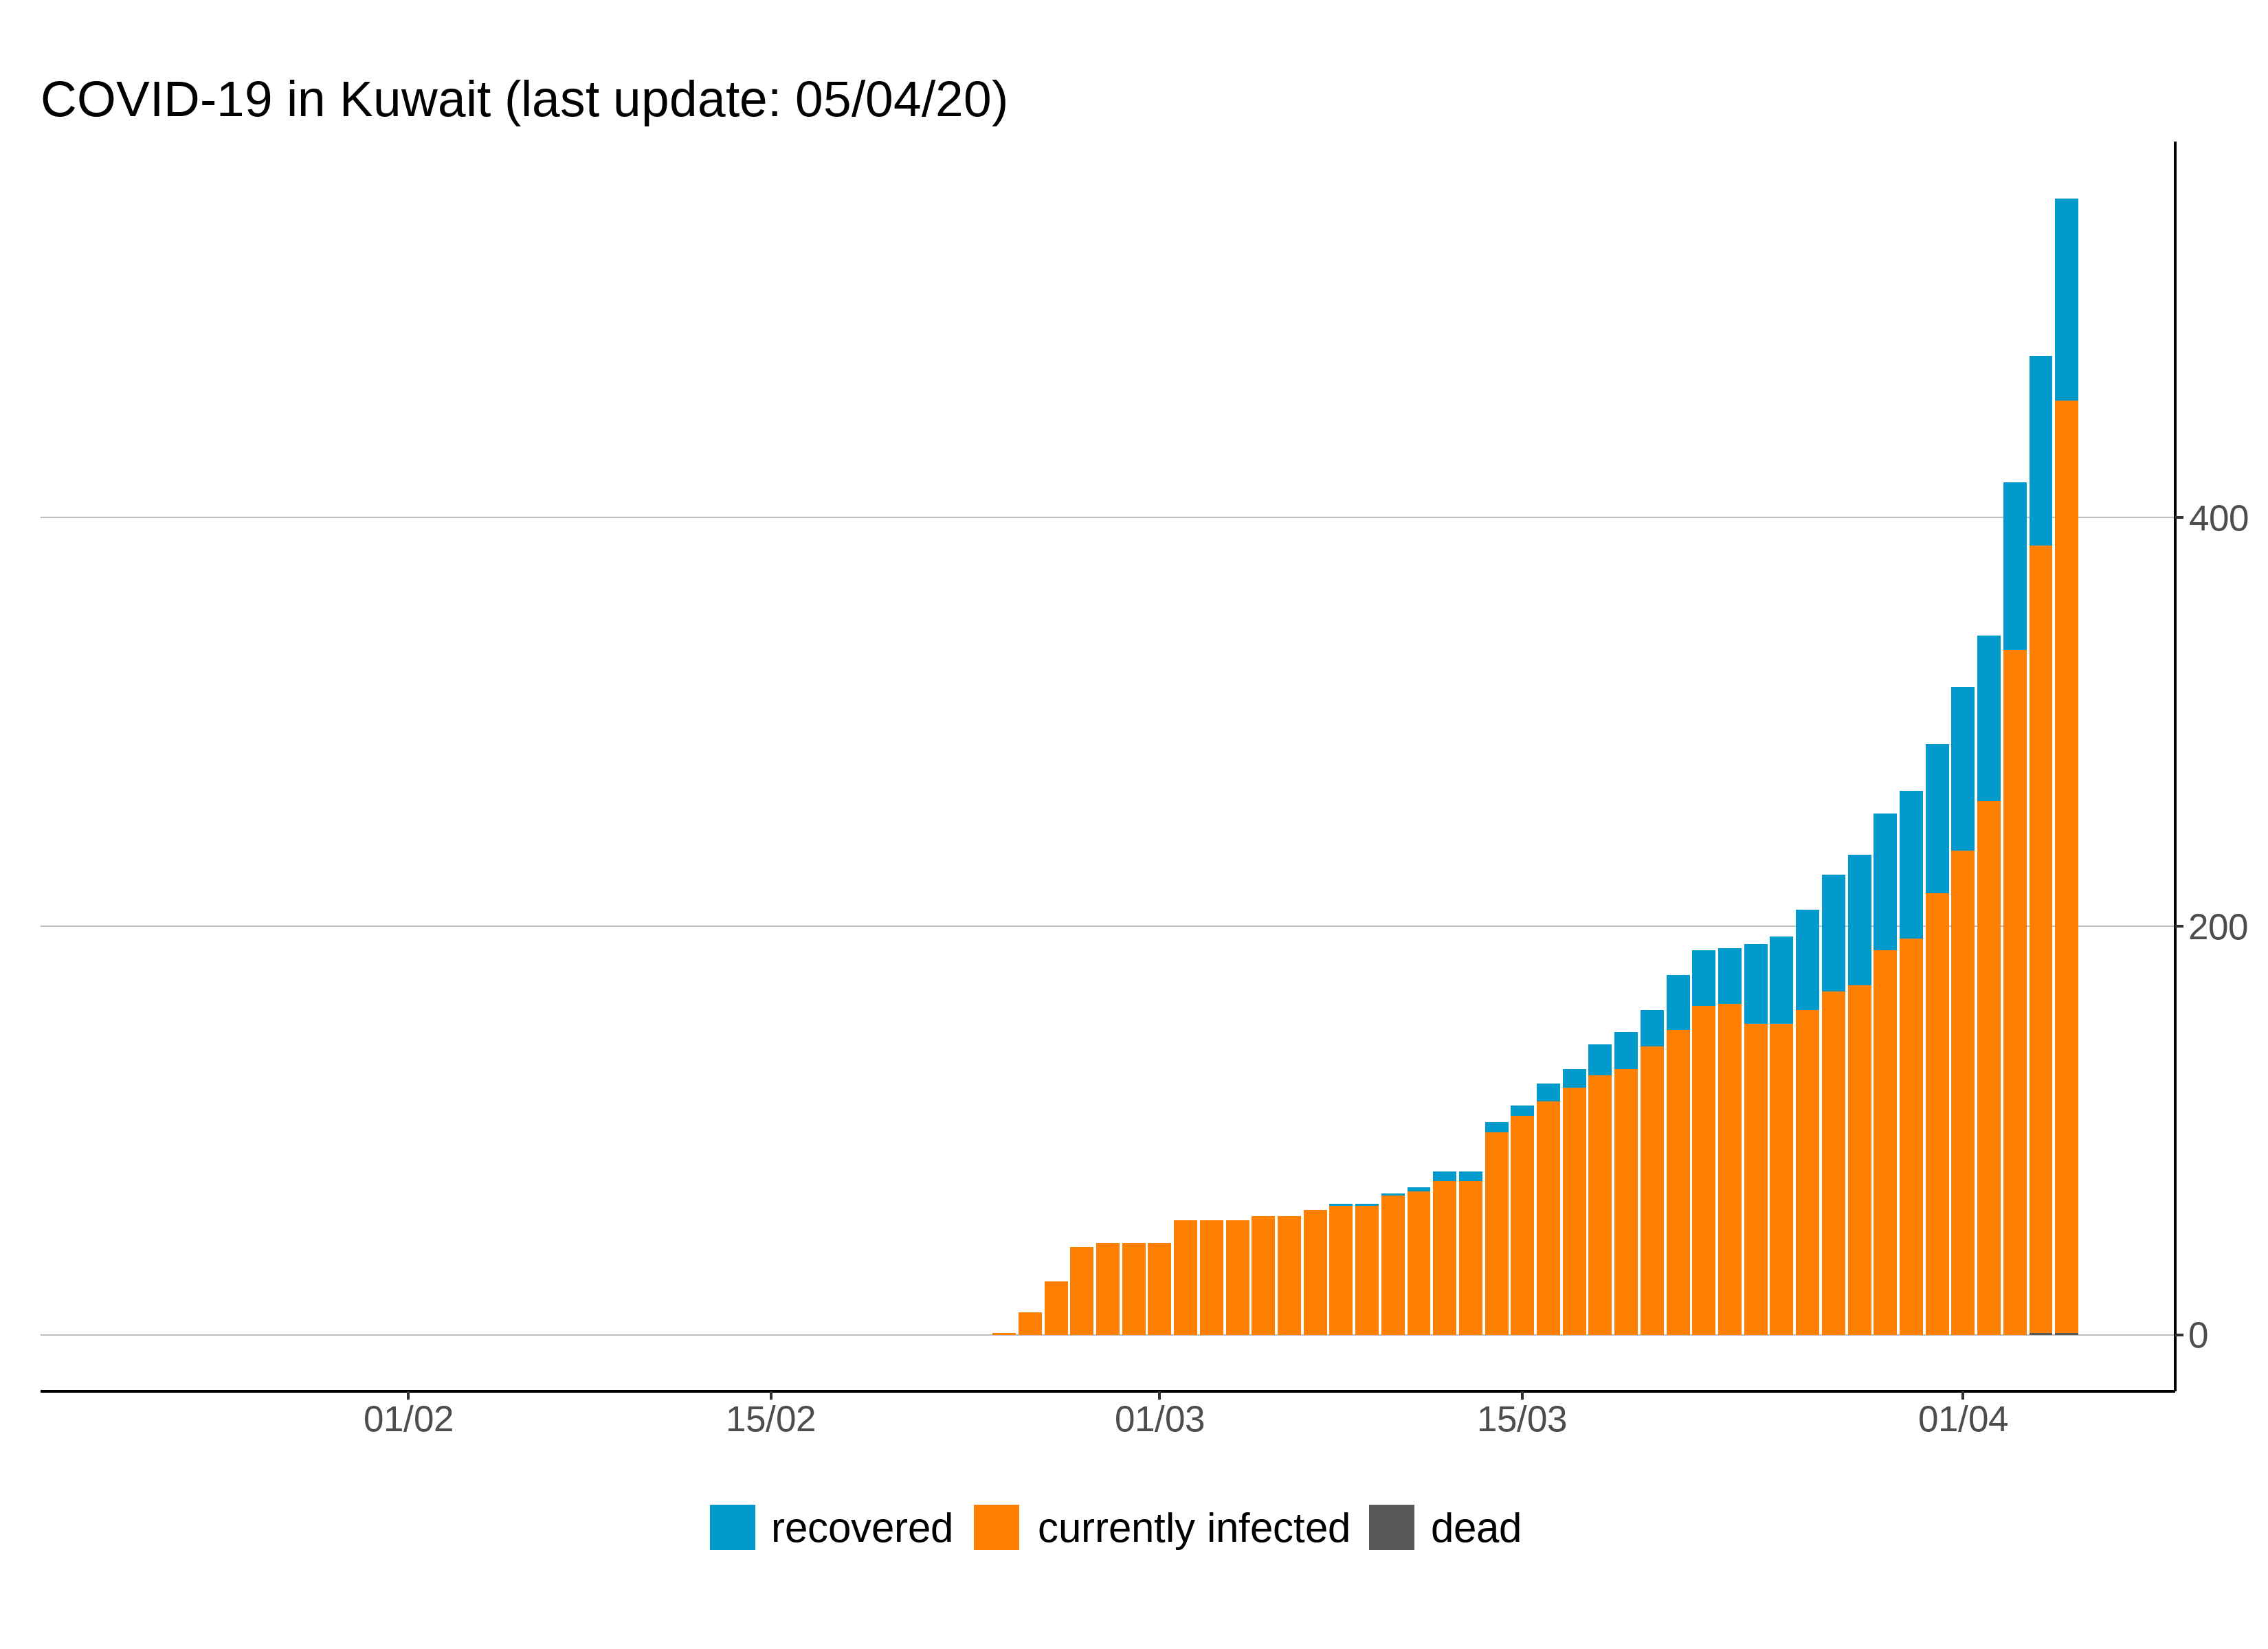 COVID-19 in Kuwait (last update: 05/04/20)
400
200
0
01/02 15/02 01/03 15/03 01/04
recovered currently infected dead